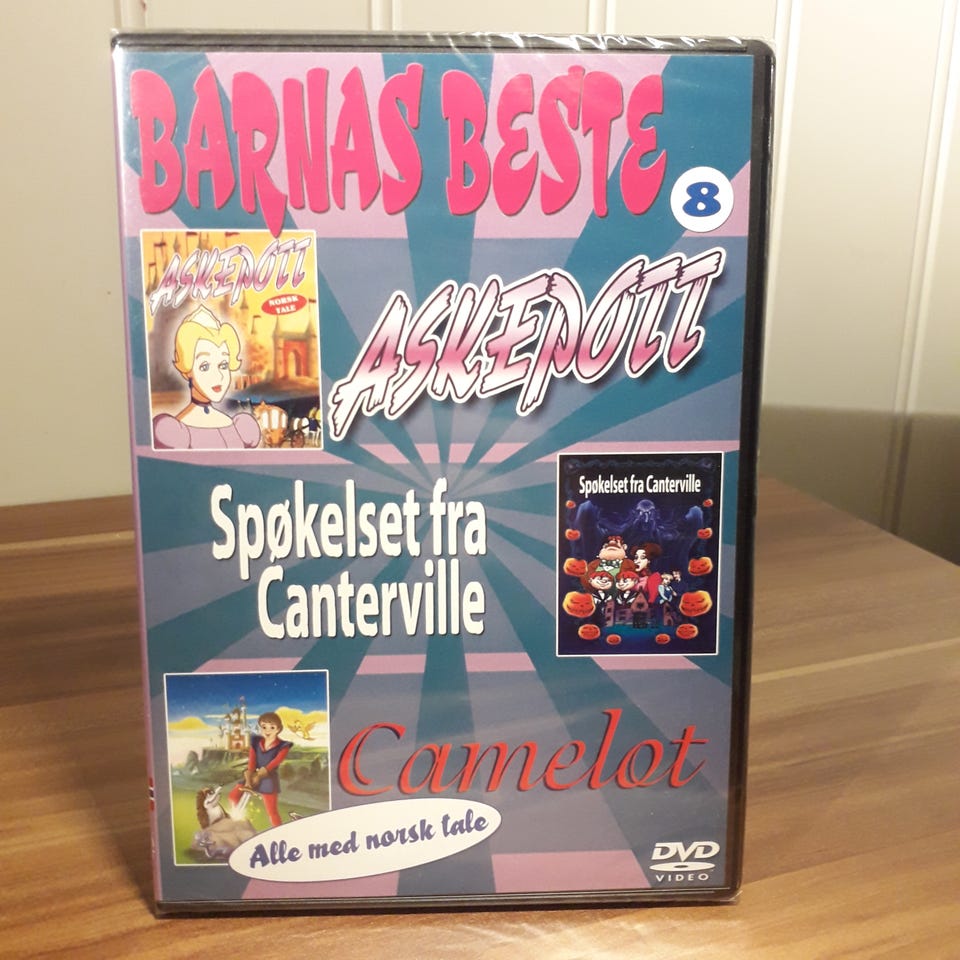 BARNAS BESTE
8
ASKEPOTT
NORSK
TALE
ASKEPOTT
Spøkelset fra
Canterville
Spøkelset fra Canterville
Camelot
Alle med norsk tale
DVD
VIDEO